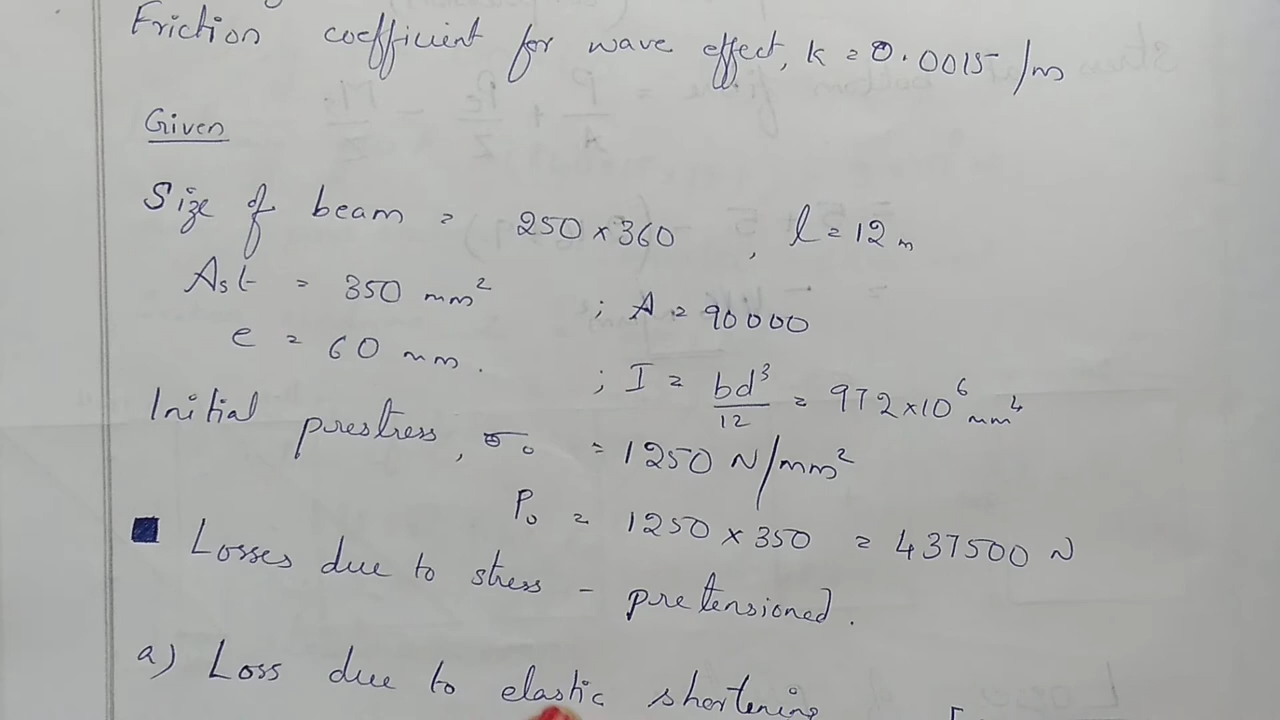 Friction coefficient for wave effect, k = 0.0015 /m
Given
Size of beam = 250 × 360, l = 12 m
Ast = 350 mm² ; A = 90000
e = 60 mm. ; I = bd³/12 = 972 × 10⁶ mm⁴
Initial prestress, σ₀ = 1250 N/mm²
P₀ = 1250 × 350 = 437500 N
Losses due to stress - pretensioned.
a) Loss due to elastic shortening